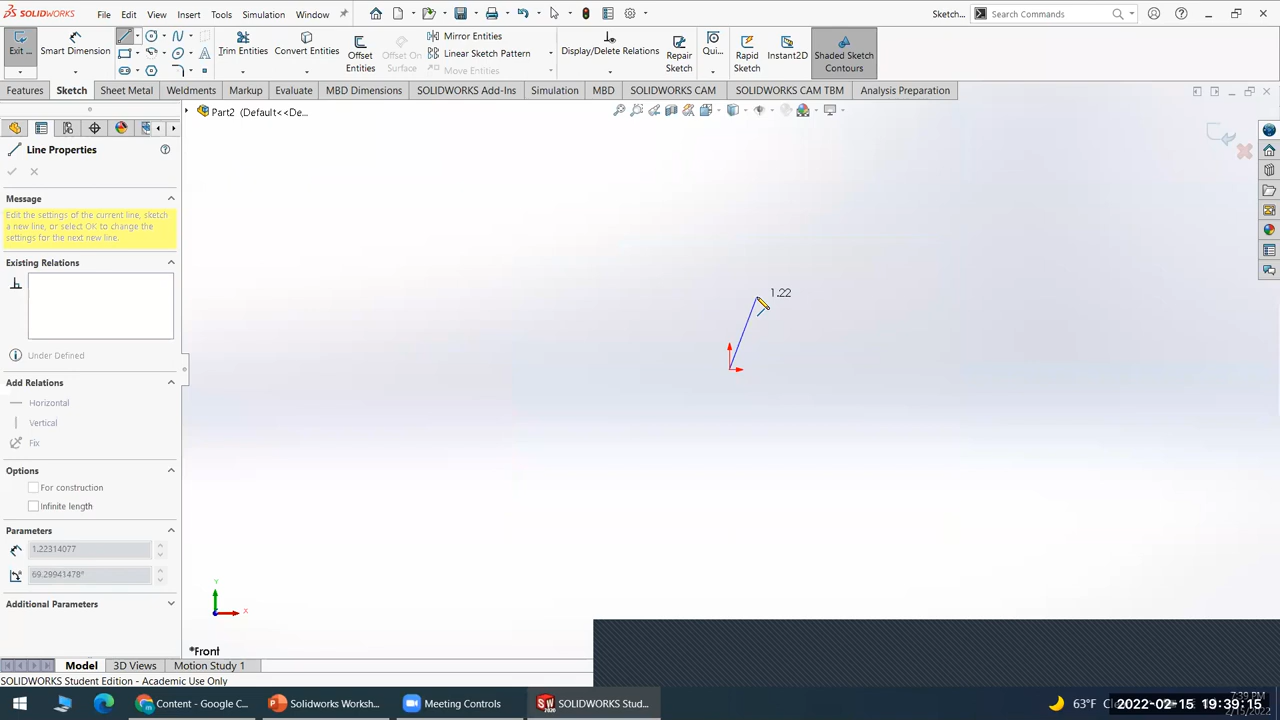 SOLIDWORKS File Edit View Insert Tools Simulation Window Sketch... Search Commands
Exit ... Smart Dimension Trim Entities Convert Entities Offset Entities Offset On Surface Mirror Entities Linear Sketch Pattern Move Entities Display/Delete Relations Repair Sketch Qui... Rapid Sketch Instant2D Shaded Sketch Contours
Features Sketch Sheet Metal Weldments Markup Evaluate MBD Dimensions SOLIDWORKS Add-Ins Simulation MBD SOLIDWORKS CAM SOLIDWORKS CAM TBM Analysis Preparation
Part2 (Default<<De...
Line Properties
Message
Edit the settings of the current line, sketch
a new line, or select OK to change the
settings for the next new line.
Existing Relations
1.22
Under Defined
Add Relations
Horizontal
Vertical
Fix
Options
For construction
Infinite length
Parameters
1.22314077
69.29941478°
Additional Parameters
Y
X
*Front
Model 3D Views Motion Study 1
SOLIDWORKS Student Edition - Academic Use Only
Content - Google C... Solidworks Worksh... Meeting Controls SOLIDWORKS Stud... 63°F
2022-02-15 19:39:15